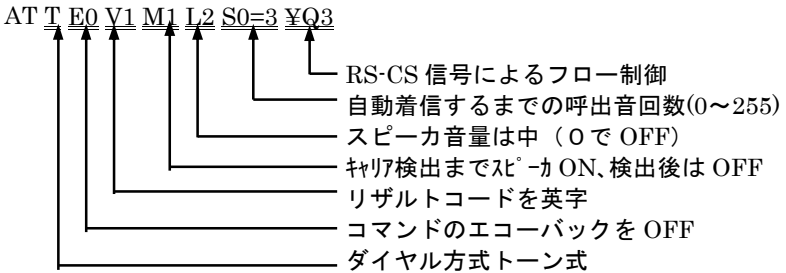 AT T E0 V1 M1 L2 S0=3 ¥Q3
RS-CS 信号によるフロー制御
自動着信するまでの呼出音回数(0～255)
スピーカ音量は中（０で OFF）
ｷｬﾘｱ検出までｽﾋﾟｰｶ ON、検出後は OFF
リザルトコードを英字
コマンドのエコーバックを OFF
ダイヤル方式トーン式